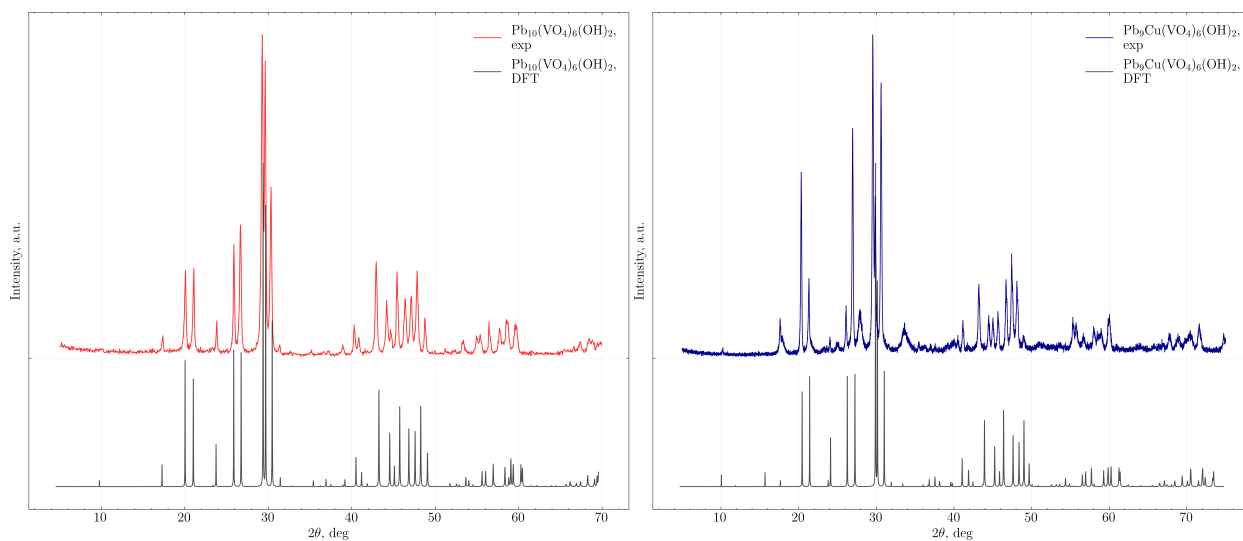 Pb₁₀(VO₄)₆(OH)₂,
exp
Pb₁₀(VO₄)₆(OH)₂,
DFT
Intensity, a.u.
10 20 30 40 50 60 70
2θ, deg
Pb₉Cu(VO₄)₆(OH)₂,
exp
Pb₉Cu(VO₄)₆(OH)₂,
DFT
Intensity, a.u.
10 20 30 40 50 60 70
2θ, deg